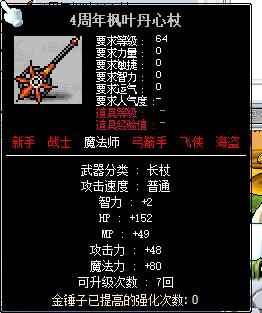 4周年枫叶丹心杖
要求等级： 64
要求力量： 0
要求敏捷： 0
要求智力： 0
要求运气： 0
要求人气度： -
道具等级： -
道具经验值： -
新手 战士 魔法师 弓箭手 飞侠 海盗
武器分类 : 长杖
攻击速度 : 普通
智力 : +2
HP : +152
MP : +49
攻击力 : +48
魔法力 : +80
可升级次数 : 7回
金锤子已提高的强化次数: 0